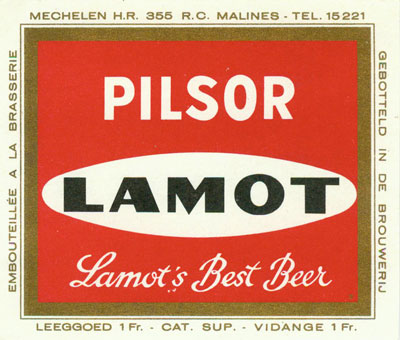 MECHELEN H.R. 355 R.C. MALINES - TEL. 15221
EMBOUTEILLÉE A LA BRASSERIE
PILSOR
LAMOT
Lamot's Best Beer
GEBOTTELD IN DE BROUWERIJ
LEEGGOED 1 Fr. - CAT. SUP. - VIDANGE 1 Fr.